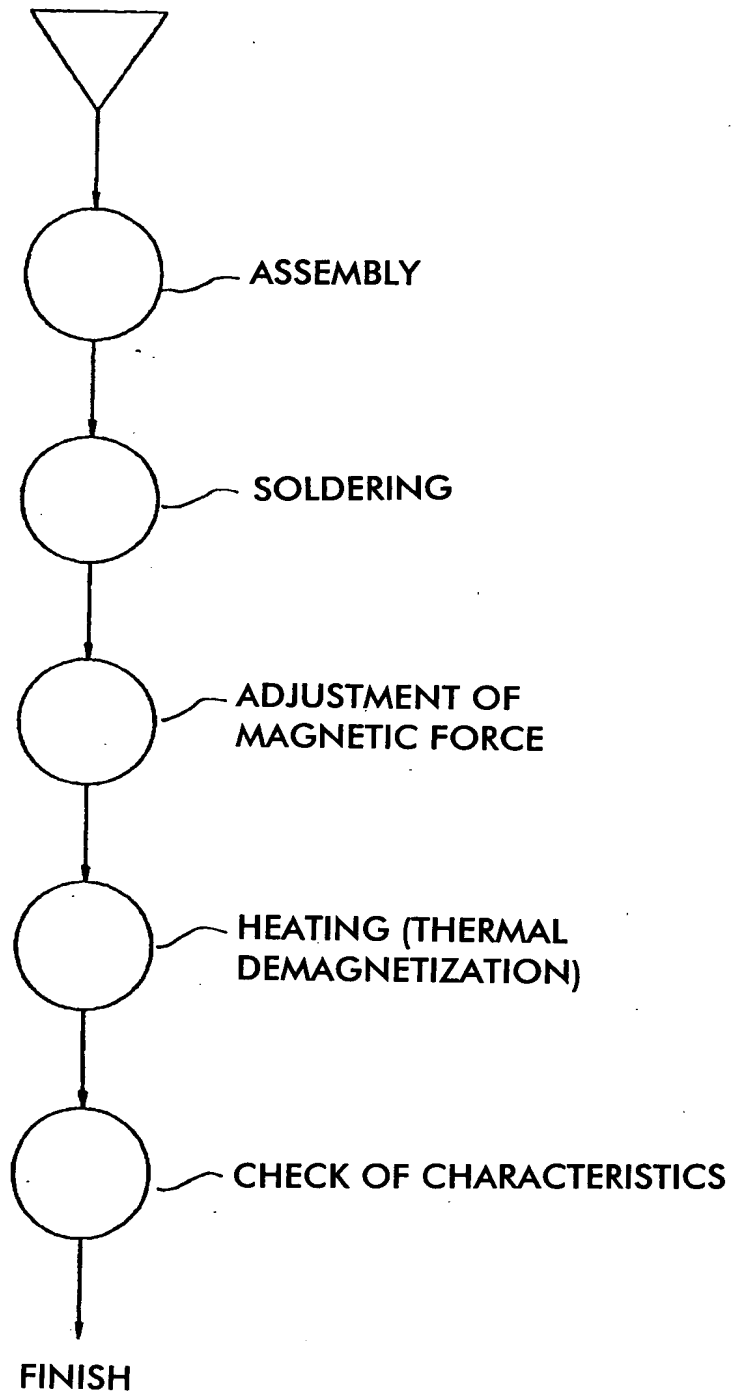 ASSEMBLY
SOLDERING
ADJUSTMENT OF
MAGNETIC FORCE
HEATING (THERMAL
DEMAGNETIZATION)
CHECK OF CHARACTERISTICS
FINISH